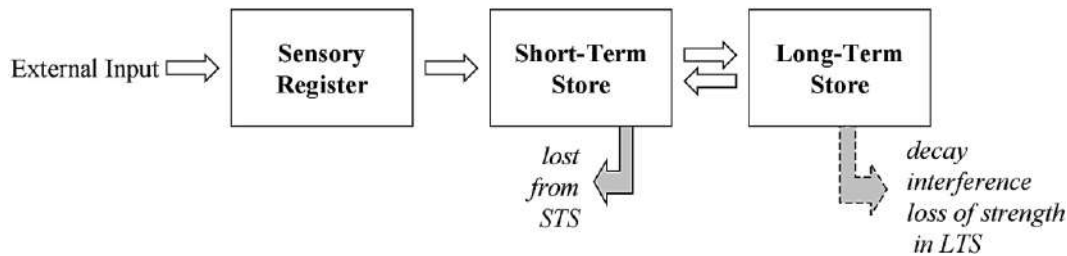 External Input
Sensory
Register
Short-Term
Store
Long-Term
Store
lost
from
STS
decay
interference
loss of strength
in LTS